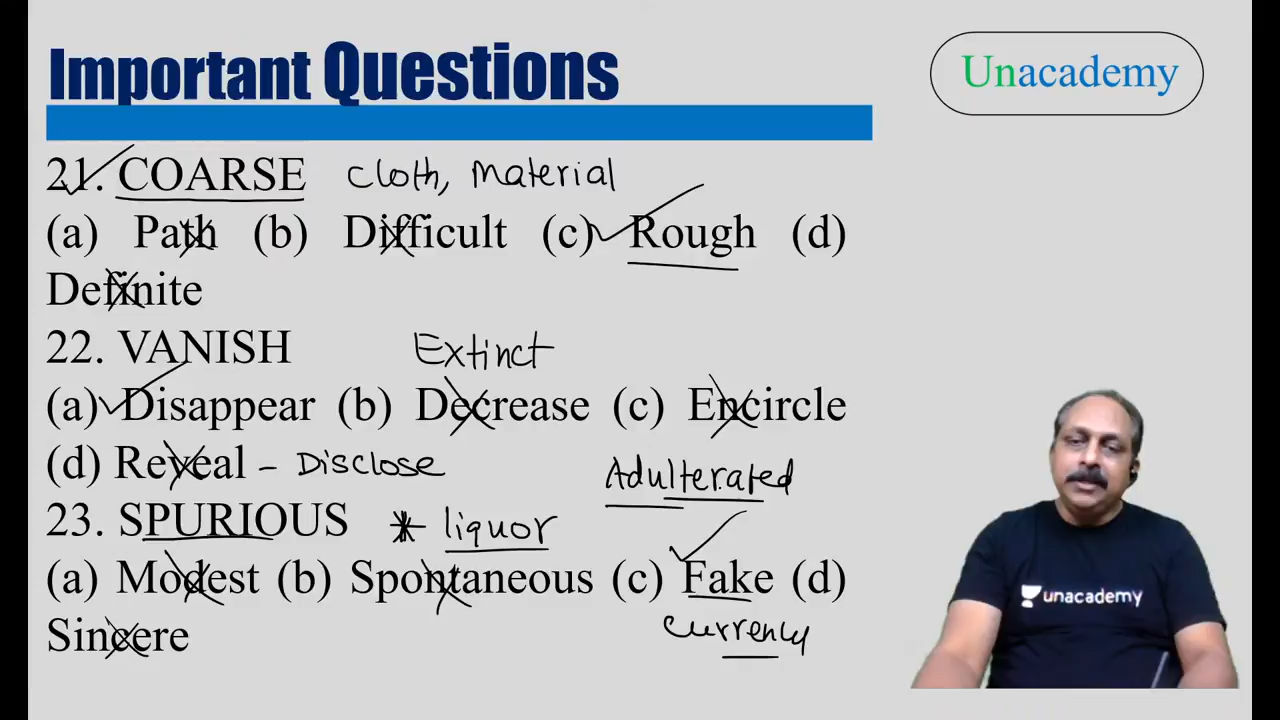 Important Questions
Unacademy
21. COARSE cloth, Material
(a) Path (b) Difficult (c) Rough (d)
Definite
22. VANISH Extinct
(a) Disappear (b) Decrease (c) Encircle
(d) Reveal - Disclose
Adulterated
23. SPURIOUS * liquor
(a) Modest (b) Spontaneous (c) Fake (d)
Sincere
currency
unacademy